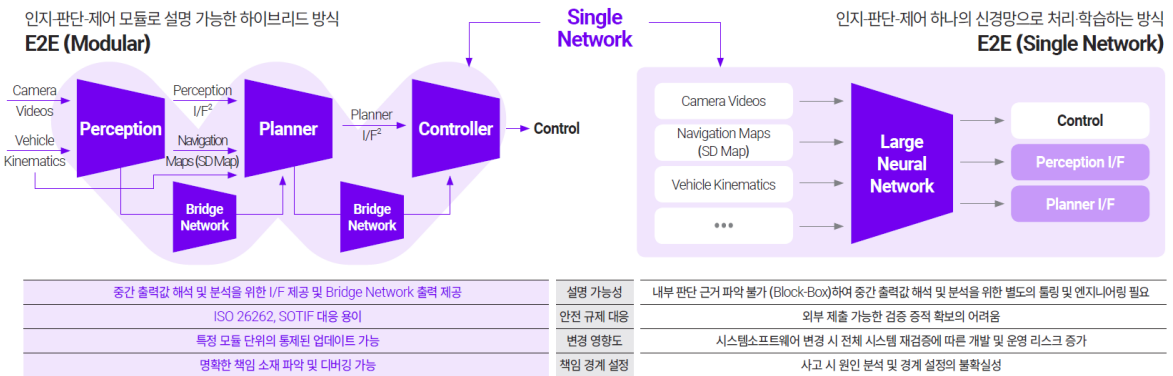 인지-판단-제어 모듈로 설명 가능한 하이브리드 방식
E2E (Modular)
Single
Network
인지·판단·제어 하나의 신경망으로 처리·학습하는 방식
E2E (Single Network)
Camera
Videos
Vehicle
Kinematics
Perception
Perception
I/F²
Navigation
Maps (SD Map)
Planner
Planner
I/F²
Controller
Control
Bridge
Network
Bridge
Network
Camera Videos
Navigation Maps
(SD Map)
Vehicle Kinematics
•••
Large
Neural
Network
Control
Perception I/F
Planner I/F
중간 출력값 해석 및 분석을 위한 I/F 제공 및 Bridge Network 출력 제공
설명 가능성
내부 판단 근거 파악 불가 (Block-Box)하여 중간 출력값 해석 및 분석을 위한 별도의 툴링 및 엔지니어링 필요
ISO 26262, SOTIF 대응 용이
안전 규제 대응
외부 제출 가능한 검증 증적 확보의 어려움
특정 모듈 단위의 통제된 업데이트 가능
변경 영향도
시스템소프트웨어 변경 시 전체 시스템 재검증에 따른 개발 및 운영 리스크 증가
명확한 책임 소재 파악 및 디버깅 가능
책임 경계 설정
사고 시 원인 분석 및 경계 설정의 불확실성